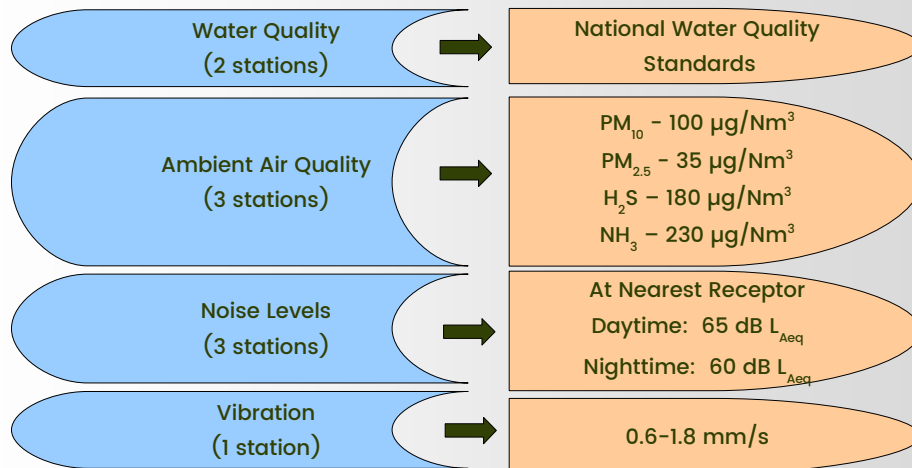 Water Quality
(2 stations)
National Water Quality
Standards
Ambient Air Quality
(3 stations)
PM₁₀ - 100 µg/Nm³
PM₂.₅ - 35 µg/Nm³
H₂S – 180 µg/Nm³
NH₃ – 230 µg/Nm³
Noise Levels
(3 stations)
At Nearest Receptor
Daytime: 65 dB L_Aeq
Nighttime: 60 dB L_Aeq
Vibration
(1 station)
0.6-1.8 mm/s